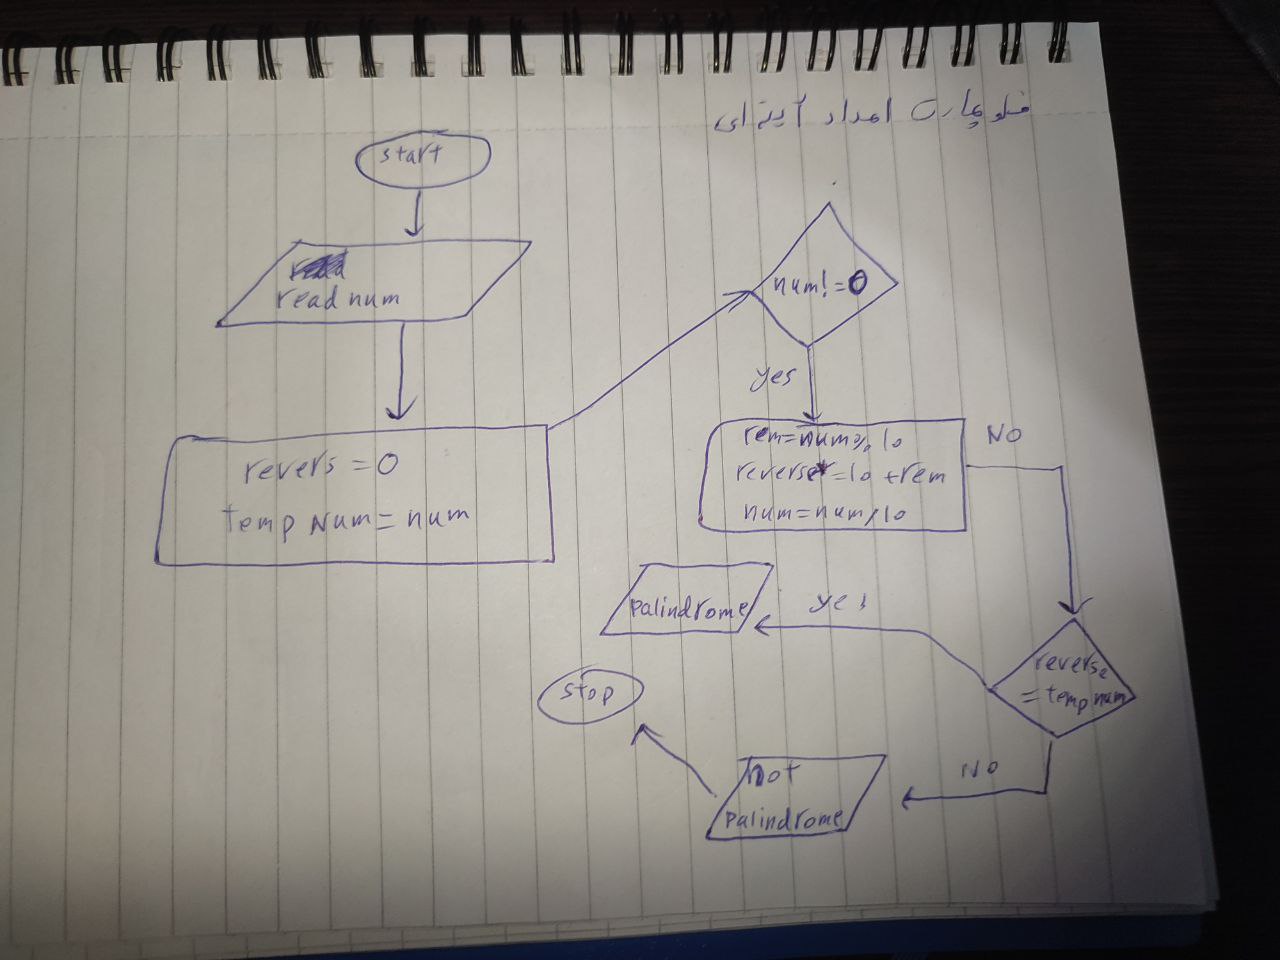 فلوچارت اعداد آینه ای
start
read num
revers = 0
temp Num = num
num! = 0
yes
rem = num % 10
reverse* = 10 + rem
num = num / 10
No
reverse
= temp num
yes
palindrome
stop
No
not
palindrome